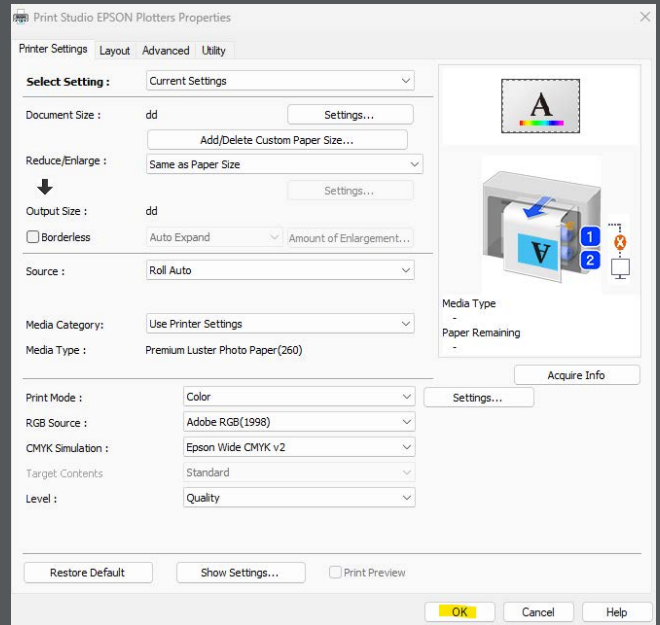 Print Studio EPSON Plotters Properties
Printer Settings Layout Advanced Utility
Select Setting : Current Settings
Document Size : dd Settings...
Add/Delete Custom Paper Size...
Reduce/Enlarge : Same as Paper Size
Settings...
Output Size : dd
Borderless Auto Expand Amount of Enlargement...
Source : Roll Auto
Media Category: Use Printer Settings
Media Type : Premium Luster Photo Paper(260)
Print Mode : Color Settings...
RGB Source : Adobe RGB(1998)
CMYK Simulation : Epson Wide CMYK v2
Target Contents Standard
Level : Quality
A
A
1
2
Media Type
-
Paper Remaining
-
Acquire Info
Restore Default Show Settings... Print Preview
OK Cancel Help